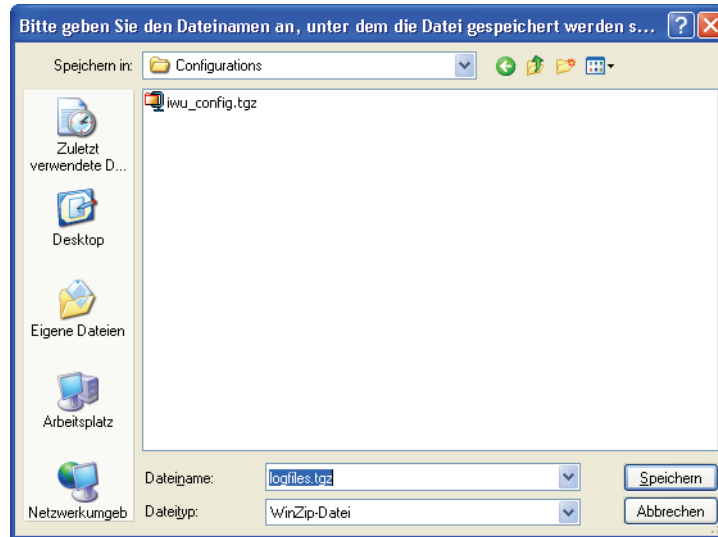 Bitte geben Sie den Dateinamen an, unter dem die Datei gespeichert werden s...
Speichern in:
Configurations
iwu_config.tgz
Zuletzt
verwendete D...
Desktop
Eigene Dateien
Arbeitsplatz
Netzwerkumgeb
Dateiname:
logfiles.tgz
Speichern
Dateityp:
WinZip-Datei
Abbrechen